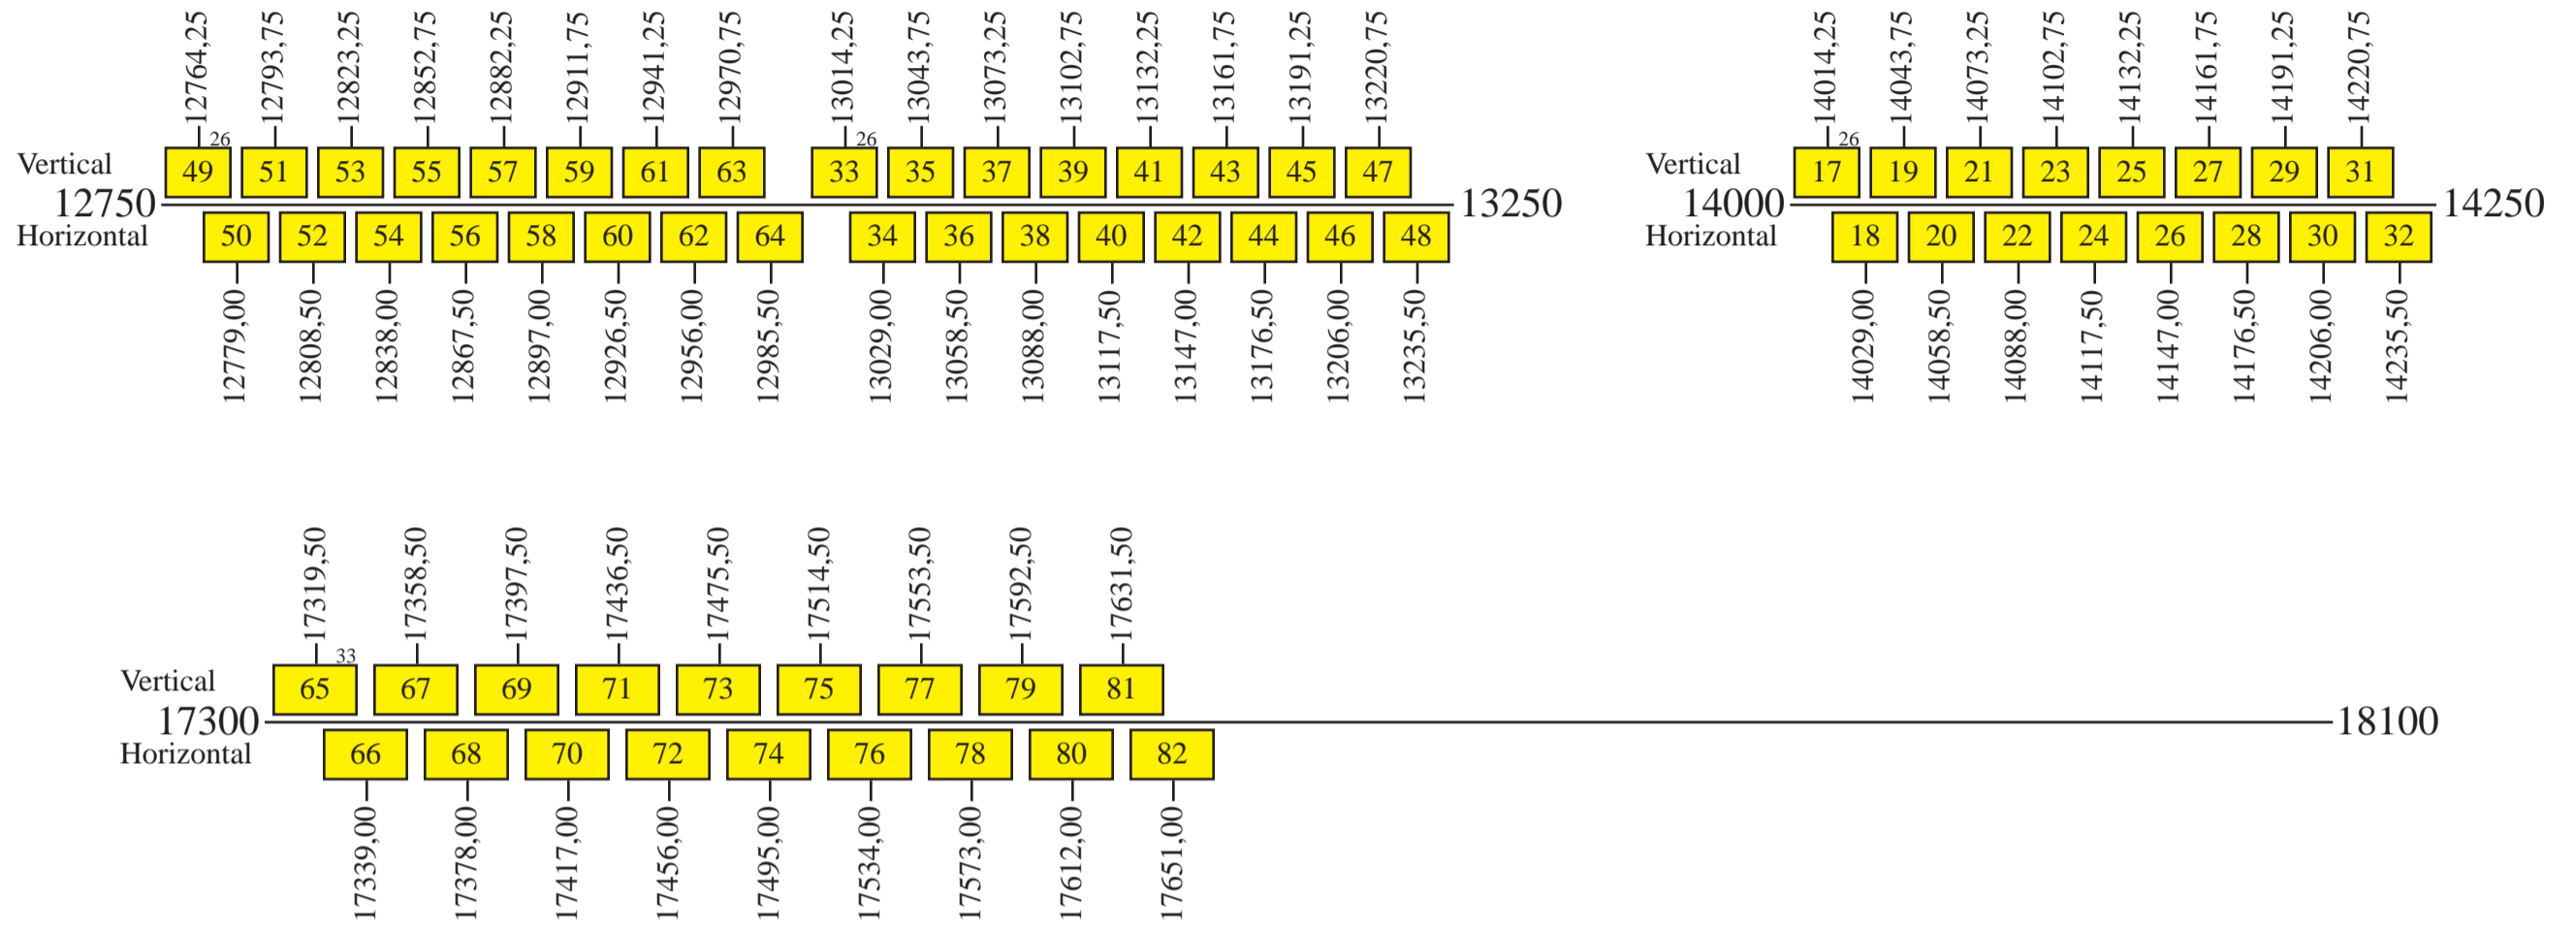 12764,25 12793,75 12823,25 12852,75 12882,25 12911,75 12941,25 12970,75 13014,25 13043,75 13073,25 13102,75 13132,25 13161,75 13191,25 13220,75
26 26
Vertical 49 51 53 55 57 59 61 63 33 35 37 39 41 43 45 47
12750 13250
Horizontal 50 52 54 56 58 60 62 64 34 36 38 40 42 44 46 48
12779,00 12808,50 12838,00 12867,50 12897,00 12926,50 12956,00 12985,50 13029,00 13058,50 13088,00 13117,50 13147,00 13176,50 13206,00 13235,50
14014,25 14043,75 14073,25 14102,75 14132,25 14161,75 14191,25 14220,75
26
Vertical 17 19 21 23 25 27 29 31
14000 14250
Horizontal 18 20 22 24 26 28 30 32
14029,00 14058,50 14088,00 14117,50 14147,00 14176,50 14206,00 14235,50
17319,50 17358,50 17397,50 17436,50 17475,50 17514,50 17553,50 17592,50 17631,50
33
Vertical 65 67 69 71 73 75 77 79 81
17300 18100
Horizontal 66 68 70 72 74 76 78 80 82
17339,00 17378,00 17417,00 17456,00 17495,00 17534,00 17573,00 17612,00 17651,00